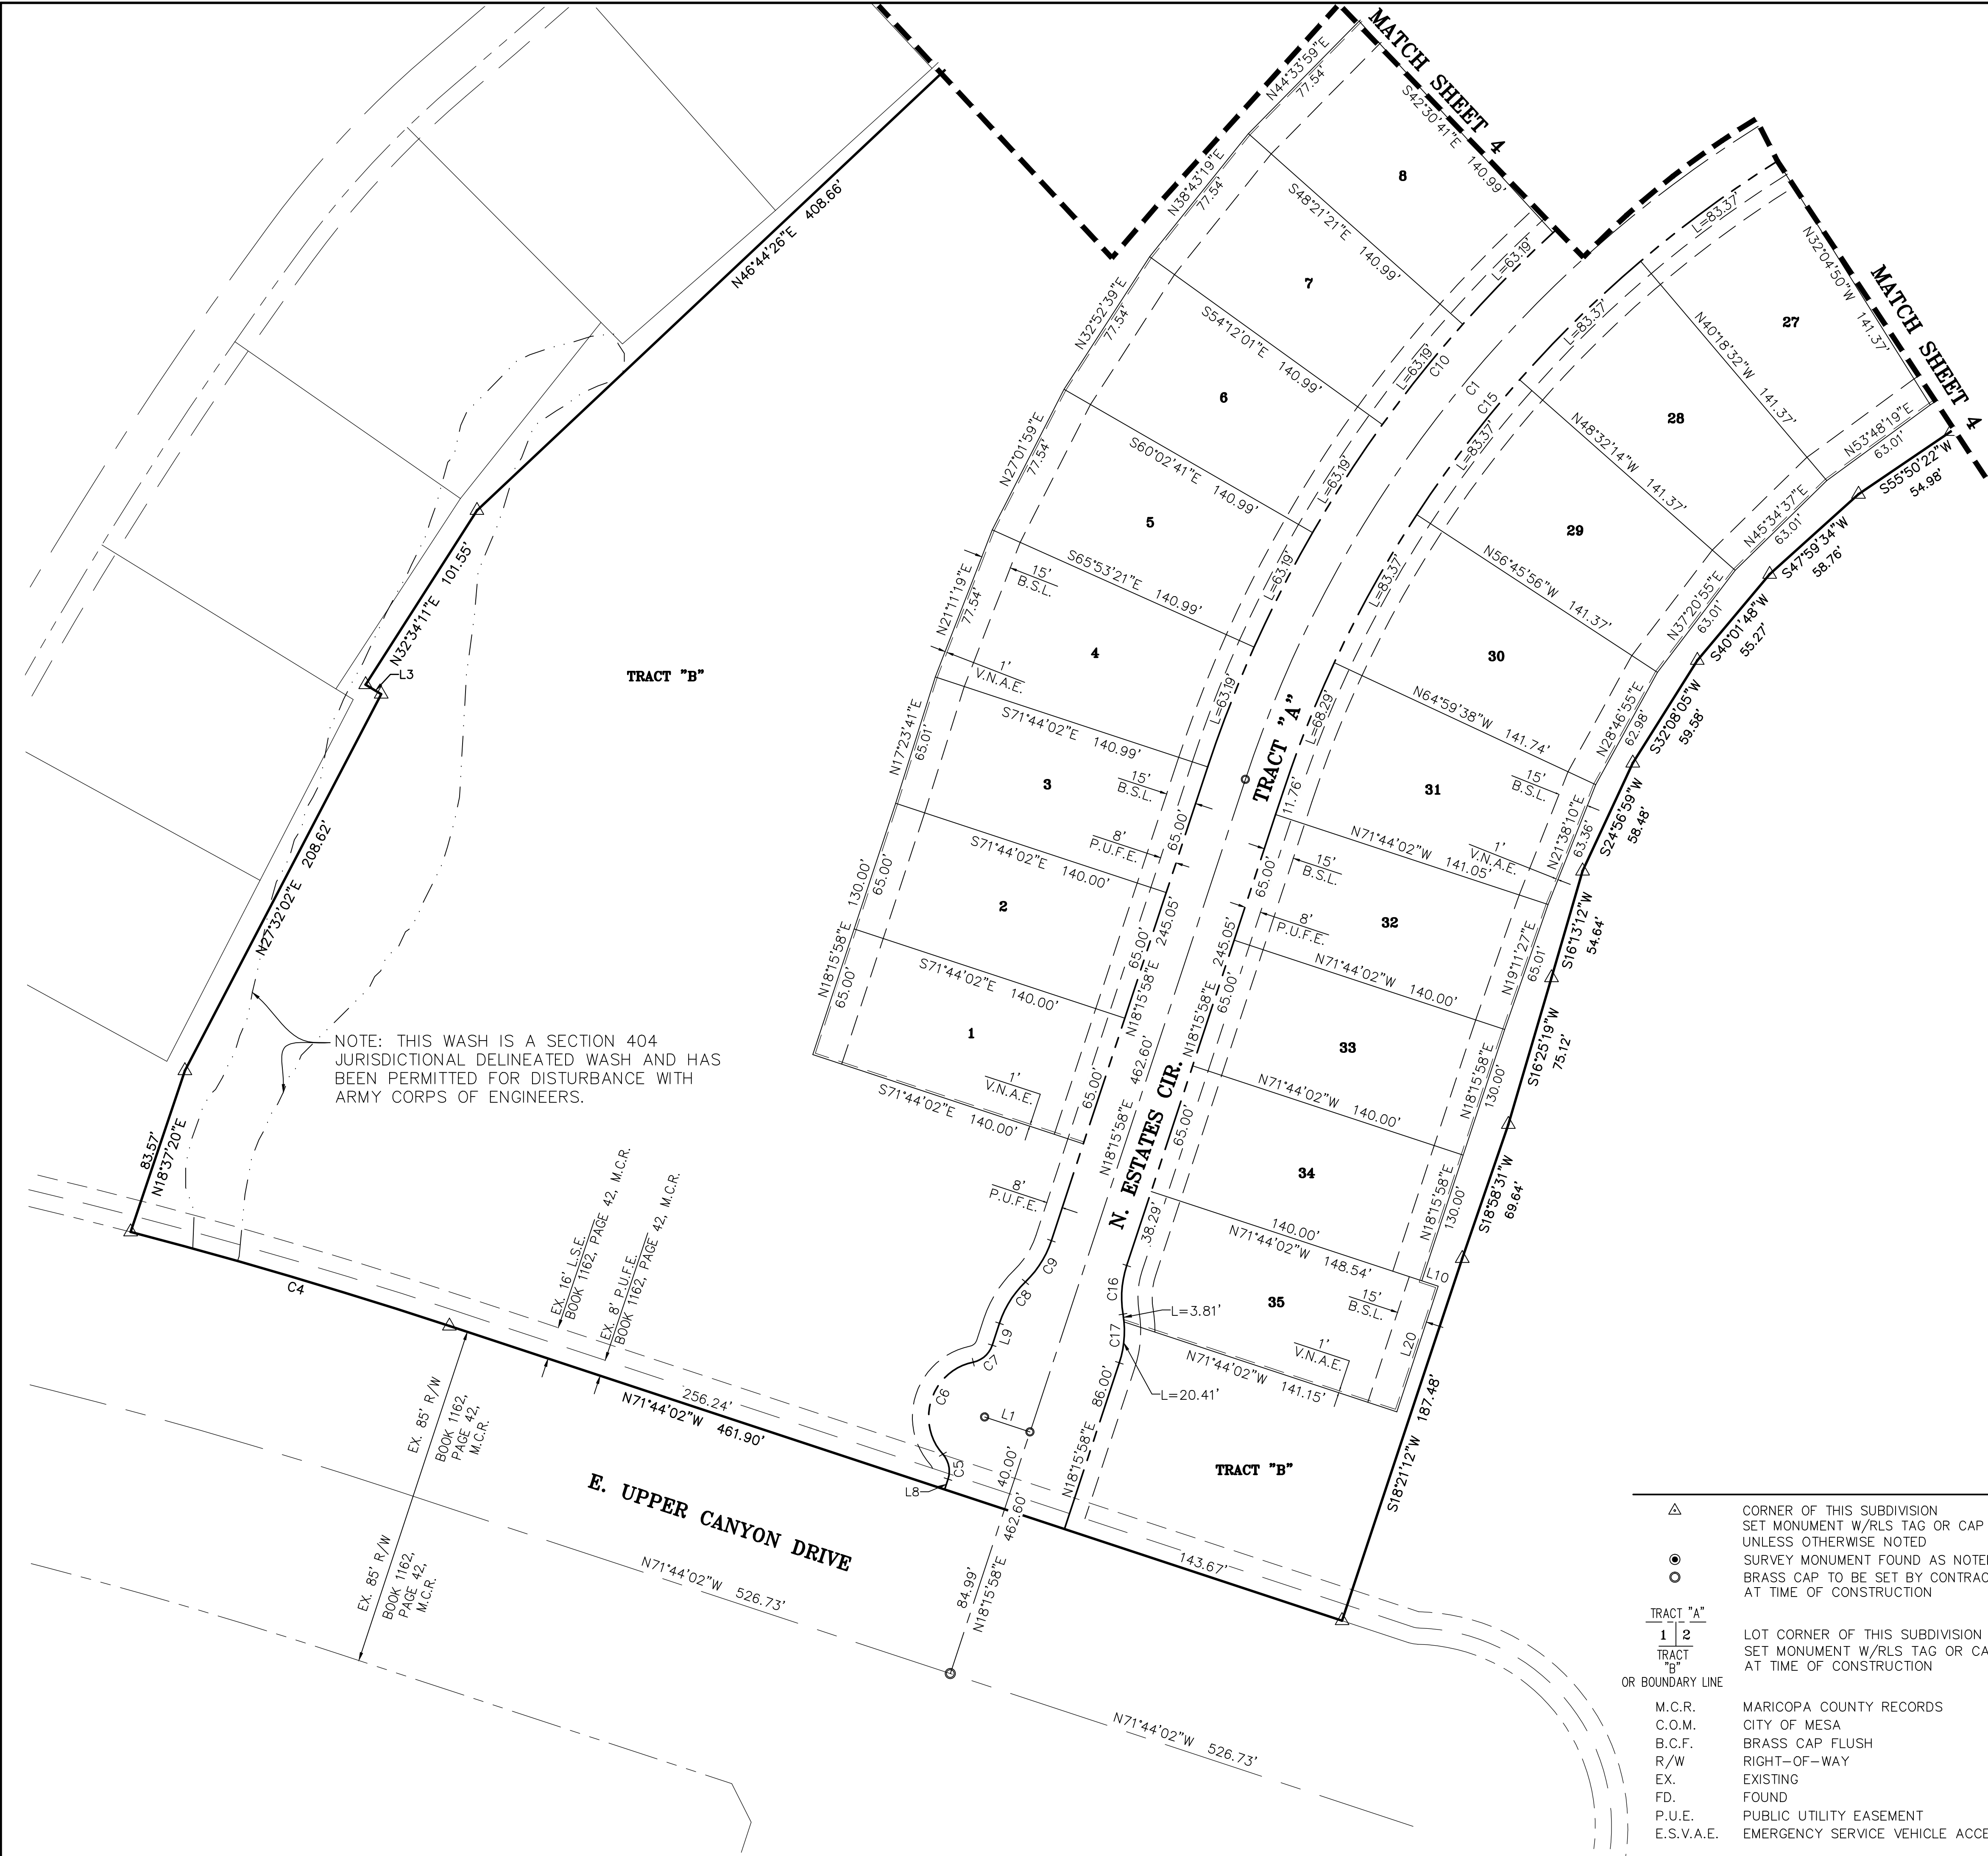 MATCH SHEET 4
N44°33'59"E
77.54'
S42°30'41"E 140.99'
8
N38°43'19"E
77.54'
S48°21'21"E
140.99'
7
N32°52'39"E
77.54'
S54°12'01"E
140.99'
6
N27°01'59"E
77.54'
S60°02'41"E
140.99'
5
N21°11'19"E
77.54'
S65°53'21"E
140.99'
15'
B.S.L.
4
1'
V.N.A.E.
N17°23'41"E
65.01'
S71°44'02"E
140.99'
3
15'
B.S.L.
8'
P.U.F.E.
S71°44'02"E
140.00'
N18°15'58"E 130.00'
65.00'
2
S71°44'02"E
140.00'
65.00'
1
1'
V.N.A.E.
S71°44'02"E
140.00'
8'
P.U.F.E.
L=63.19'
L=63.19'
L=63.19'
L=63.19'
L=63.19'
L=63.19'
C10
65.00'
65.00'
65.00'
N18°15'58"E 245.05'
C1
C15
TRACT "A"
N. ESTATES CIR.
N18°15'58"E 462.60'
N18°15'58"E 245.05'
MATCH SHEET 4
L=83.37'
L=83.37'
L=83.37'
L=83.37'
L=68.29'
11.76'
65.00'
65.00'
65.00'
38.29'
N32°04'50"W
141.37'
27
N40°18'32"W
141.37'
28
N48°32'14"W
141.37'
29
N56°45'56"W
141.37'
30
N64°59'38"W
141.74'
31
15'
B.S.L.
1'
V.N.A.E.
N71°44'02"W
141.05'
15'
B.S.L.
32
8'
P.U.F.E.
N71°44'02"W
140.00'
33
N71°44'02"W
140.00'
34
140.00'
N71°44'02"W
148.54'
L10
35
15'
B.S.L.
1'
V.N.A.E.
L20
N71°44'02"W
141.15'
N53°48'19"E
63.01'
N45°34'37"E
63.01'
N37°20'55"E
63.01'
N28°46'55"E
62.98'
N21°38'10"E
63.36'
N19°11'27"E
65.01'
N18°15'58"E
130.00'
N18°15'58"E
130.00'
S55°50'22"W
54.98'
S47°59'34"W
58.76'
S40°01'48"W
55.27'
S32°08'05"W
59.58'
S24°56'59"W
58.48'
S16°13'12"W
54.64'
S16°25'19"W
75.12'
S18°58'31"W
69.64'
S18°21'12"W 187.48'
N46°44'26"E 408.66'
N32°34'11"E 101.55'
L3
N27°32'02"E 208.62'
N18°37'20"E
83.57'
TRACT "B"
NOTE: THIS WASH IS A SECTION 404
JURISDICTIONAL DELINEATED WASH AND HAS
BEEN PERMITTED FOR DISTURBANCE WITH
ARMY CORPS OF ENGINEERS.
EX. 16' L.S.E.
BOOK 1162, PAGE 42, M.C.R.
EX. 8' P.U.F.E.
BOOK 1162, PAGE 42, M.C.R.
C4
C9
C8
L9
C7
C6
C5
L8
L1
40.00'
C16
L=3.81'
C17
L=20.41'
N18°15'58"E 86.00'
256.24'
N71°44'02"W 461.90'
TRACT "B"
143.67'
EX. 85' R/W
BOOK 1162,
PAGE 42,
M.C.R.
EX. 85' R/W
BOOK 1162,
PAGE 42,
M.C.R.
E. UPPER CANYON DRIVE
84.99'
N18°15'58"E 462.60'
N71°44'02"W 526.73'
N71°44'02"W 526.73'
CORNER OF THIS SUBDIVISION
SET MONUMENT W/RLS TAG OR CAP
UNLESS OTHERWISE NOTED
SURVEY MONUMENT FOUND AS NOTE
BRASS CAP TO BE SET BY CONTRAC
AT TIME OF CONSTRUCTION
TRACT "A"
1 2
TRACT
"B"
OR BOUNDARY LINE
LOT CORNER OF THIS SUBDIVISION
SET MONUMENT W/RLS TAG OR CA
AT TIME OF CONSTRUCTION
M.C.R. MARICOPA COUNTY RECORDS
C.O.M. CITY OF MESA
B.C.F. BRASS CAP FLUSH
R/W RIGHT-OF-WAY
EX. EXISTING
FD. FOUND
P.U.E. PUBLIC UTILITY EASEMENT
E.S.V.A.E. EMERGENCY SERVICE VEHICLE ACCE